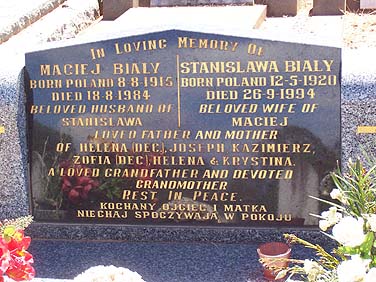 In Loving Memory Of
MACIEJ BIALY
BORN POLAND 8-8-1915
DIED 18-8-1984
BELOVED HUSBAND OF
STANISLAWA
STANISLAWA BIALY
BORN POLAND 12-5-1920
DIED 26-9-1994
BELOVED WIFE OF
MACIEJ
LOVED FATHER AND MOTHER
OF HELENA (DEC), JOSEPH KAZIMIERZ,
ZOFIA (DEC), HELENA & KRYSTINA.
A LOVED GRANDFATHER AND DEVOTED
GRANDMOTHER
REST IN PEACE.
KOCHANY OJCIEC I MATKA
NIECHAJ SPOCZYWAJĄ W POKOJU